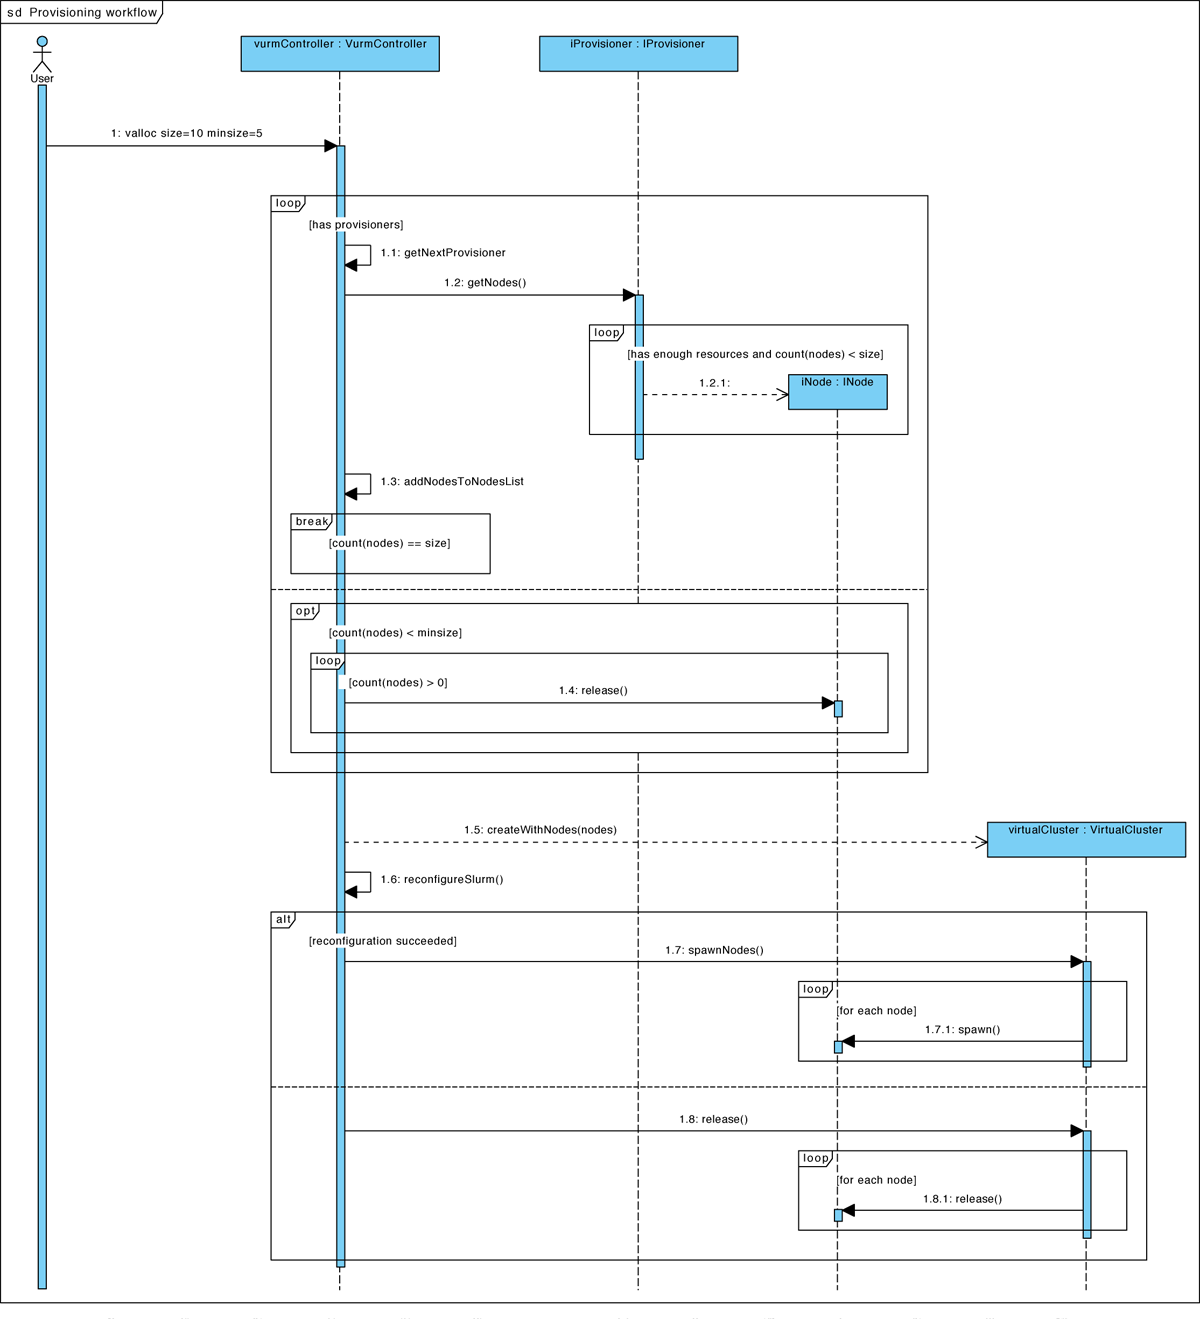 sd Provisioning workflow
vurmController : VurmController
iProvisioner : IProvisioner
User
1: valloc size=10 minsize=5
loop
[has provisioners]
1.1: getNextProvisioner
1.2: getNodes()
loop
[has enough resources and count(nodes) < size]
1.2.1:
iNode : INode
1.3: addNodesToNodesList
break
[count(nodes) == size]
opt
[count(nodes) < minsize]
loop
[count(nodes) > 0]
1.4: release()
1.5: createWithNodes(nodes)
virtualCluster : VirtualCluster
1.6: reconfigureSlurm()
alt
[reconfiguration succeeded]
1.7: spawnNodes()
loop
[for each node]
1.7.1: spawn()
1.8: release()
loop
[for each node]
1.8.1: release()